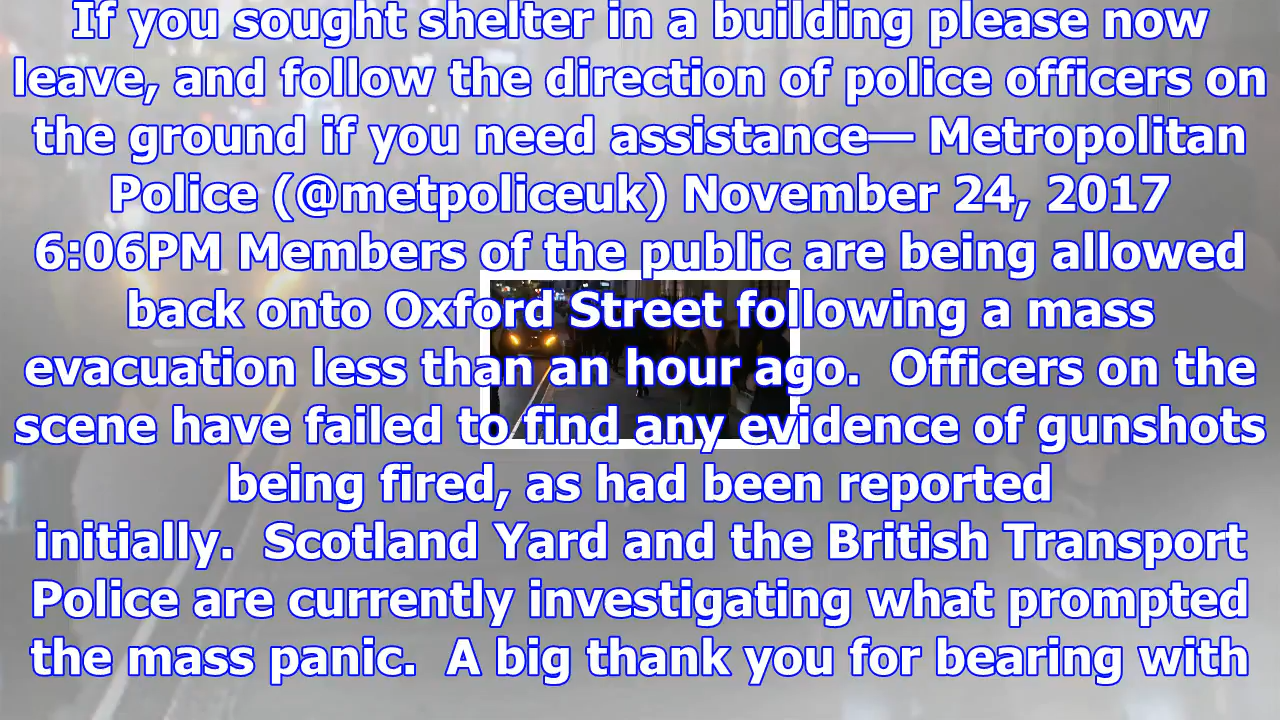 If you sought shelter in a building please now
leave, and follow the direction of police officers on
the ground if you need assistance— Metropolitan
Police (@metpoliceuk) November 24, 2017
6:06PM Members of the public are being allowed
back onto Oxford Street following a mass
evacuation less than an hour ago.  Officers on the
scene have failed to find any evidence of gunshots
being fired, as had been reported
initially.  Scotland Yard and the British Transport
Police are currently investigating what prompted
the mass panic.  A big thank you for bearing with